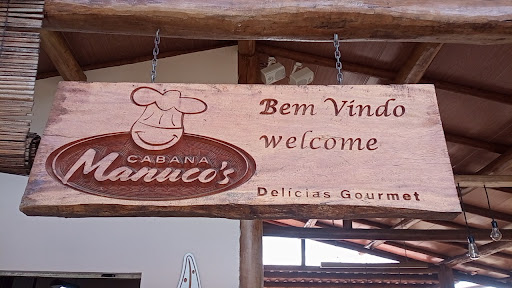 CABANA
Manuco's
Bem Vindo
welcome
Delícias Gourmet